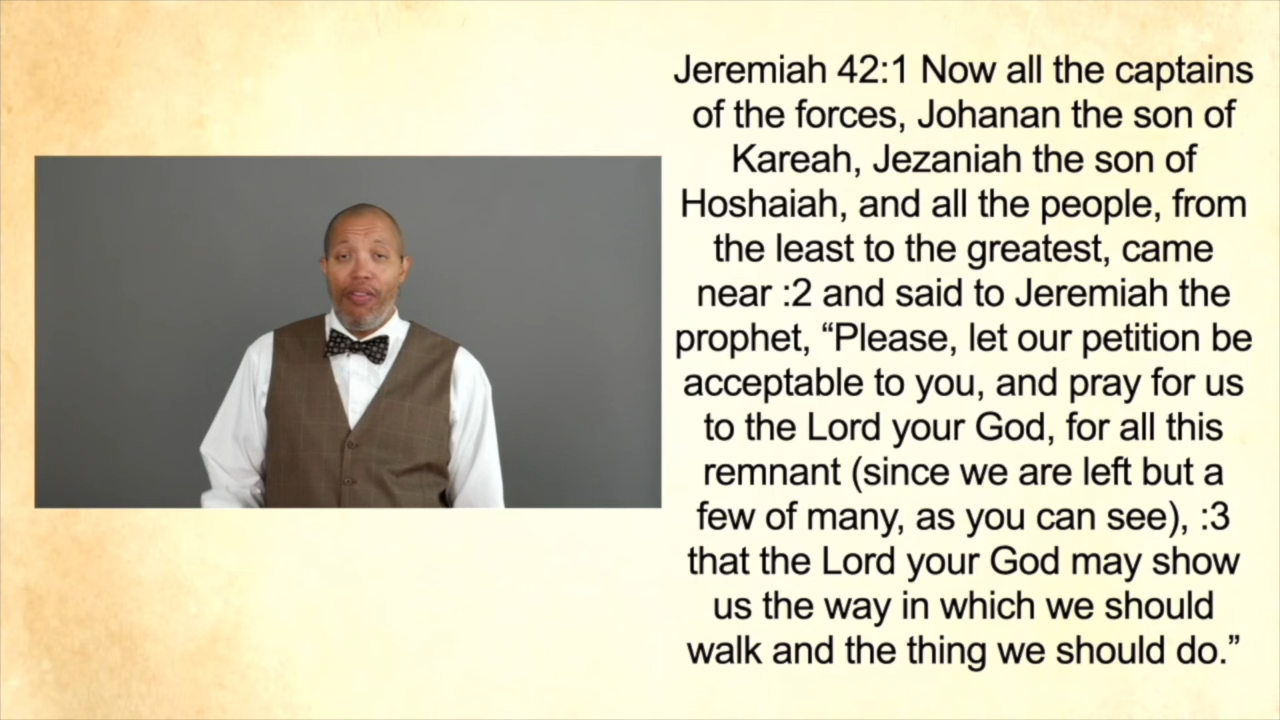 Jeremiah 42:1 Now all the captains
of the forces, Johanan the son of
Kareah, Jezaniah the son of
Hoshaiah, and all the people, from
the least to the greatest, came
near :2 and said to Jeremiah the
prophet, “Please, let our petition be
acceptable to you, and pray for us
to the Lord your God, for all this
remnant (since we are left but a
few of many, as you can see), :3
that the Lord your God may show
us the way in which we should
walk and the thing we should do.”